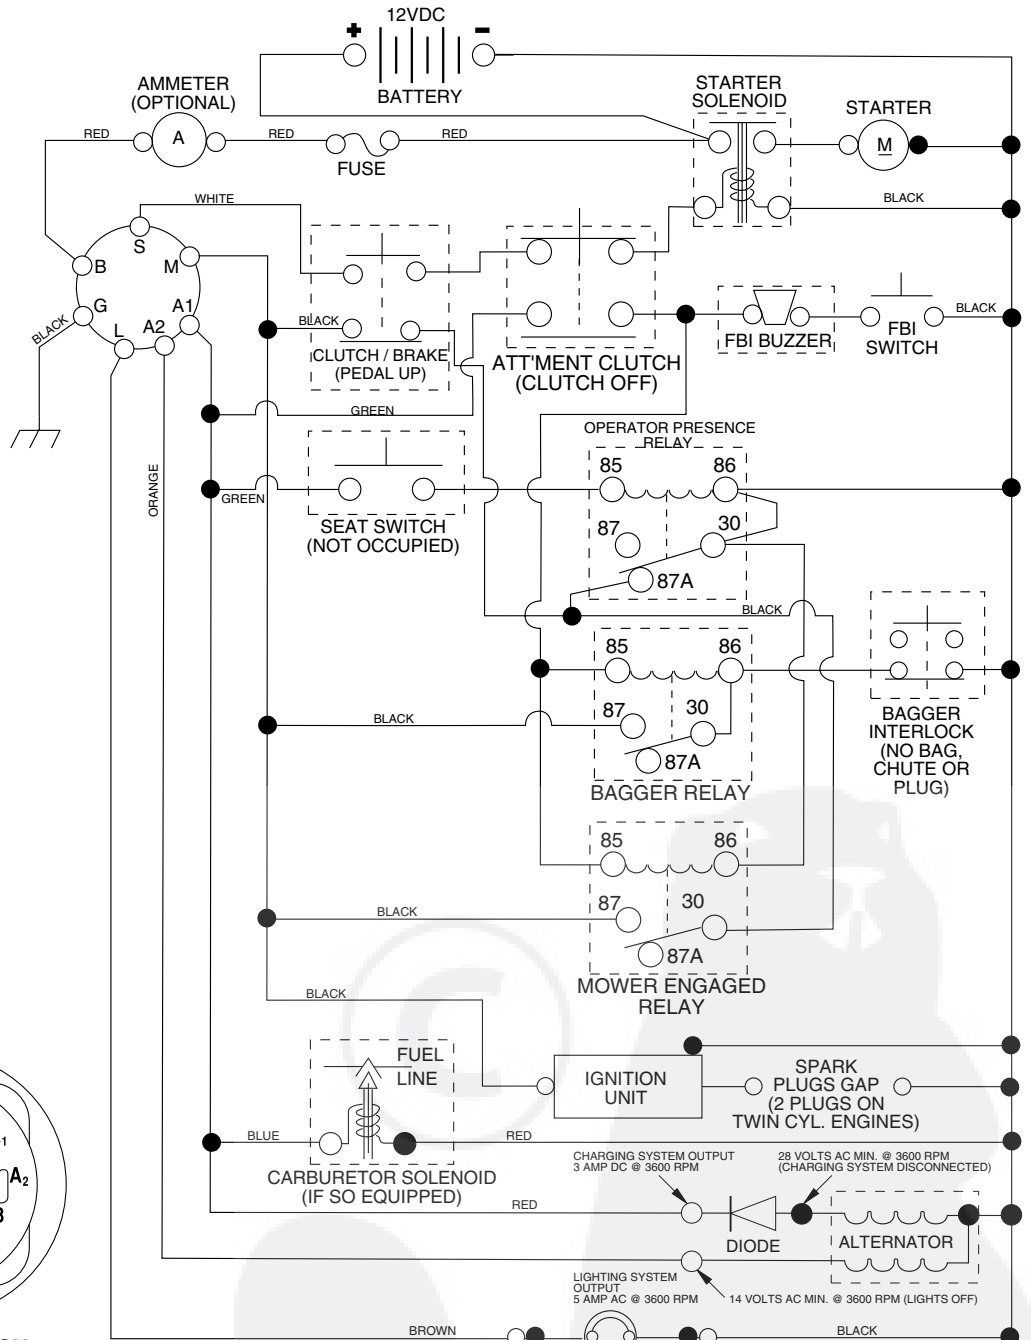 12VDC
+ -
BATTERY
AMMETER
(OPTIONAL)
STARTER
SOLENOID
STARTER
RED
A
RED
FUSE
RED
M
WHITE
BLACK
S
B
M
G
A1
L
A2
BLACK
BLACK
CLUTCH / BRAKE
(PEDAL UP)
ATT'MENT CLUTCH
(CLUTCH OFF)
FBI BUZZER
FBI
SWITCH
BLACK
GREEN
OPERATOR PRESENCE
RELAY
ORANGE
GREEN
SEAT SWITCH
(NOT OCCUPIED)
85
86
87
30
87A
BLACK
85
86
87
30
87A
BLACK
BAGGER RELAY
BAGGER
INTERLOCK
(NO BAG,
CHUTE OR
PLUG)
85
86
87
30
87A
BLACK
MOWER ENGAGED
RELAY
BLACK
C
FUEL
LINE
IGNITION
UNIT
SPARK
PLUGS GAP
(2 PLUGS ON
TWIN CYL. ENGINES)
BLUE
RED
CARBURETOR SOLENOID
(IF SO EQUIPPED)
CHARGING SYSTEM OUTPUT
3 AMP DC @ 3600 RPM
28 VOLTS AC MIN. @ 3600 RPM
(CHARGING SYSTEM DISCONNECTED)
A2
RED
DIODE
ALTERNATOR
LIGHTING SYSTEM
OUTPUT
5 AMP AC @ 3600 RPM
14 VOLTS AC MIN. @ 3600 RPM (LIGHTS OFF)
BROWN
BLACK